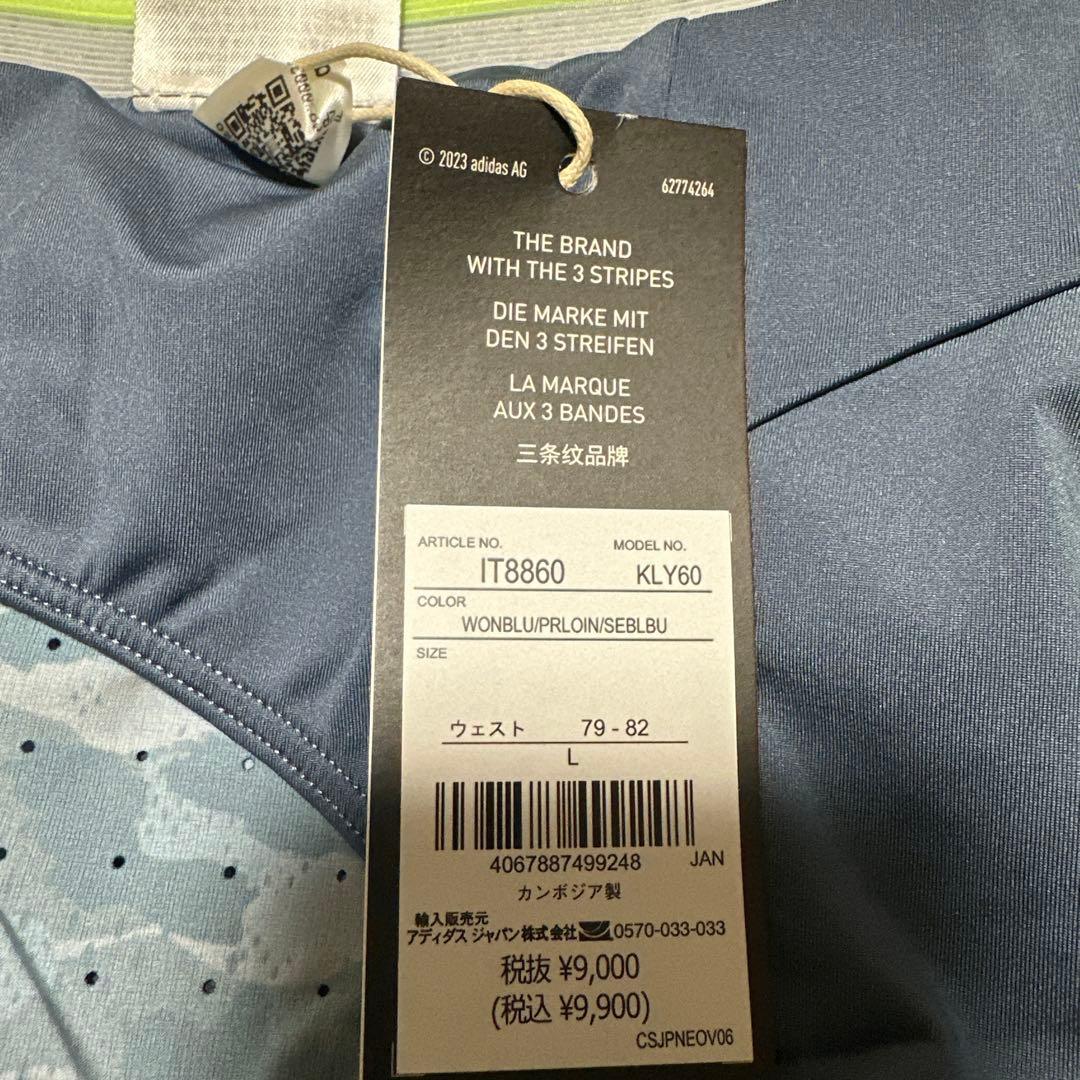 © 2023 adidas AG
62774264
THE BRAND
WITH THE 3 STRIPES
DIE MARKE MIT
DEN 3 STREIFEN
LA MARQUE
AUX 3 BANDES
三条纹品牌
ARTICLE NO. MODEL NO.
IT8860 KLY60
COLOR
WONBLU/PRLOIN/SEBLBU
SIZE
ウェスト 79 - 82
L
4067887499248 JAN
カンボジア製
輸入販売元
アディダス ジャパン株式会社 0570-033-033
税抜 ¥9,000
(税込 ¥9,900)
CSJPNEOV06